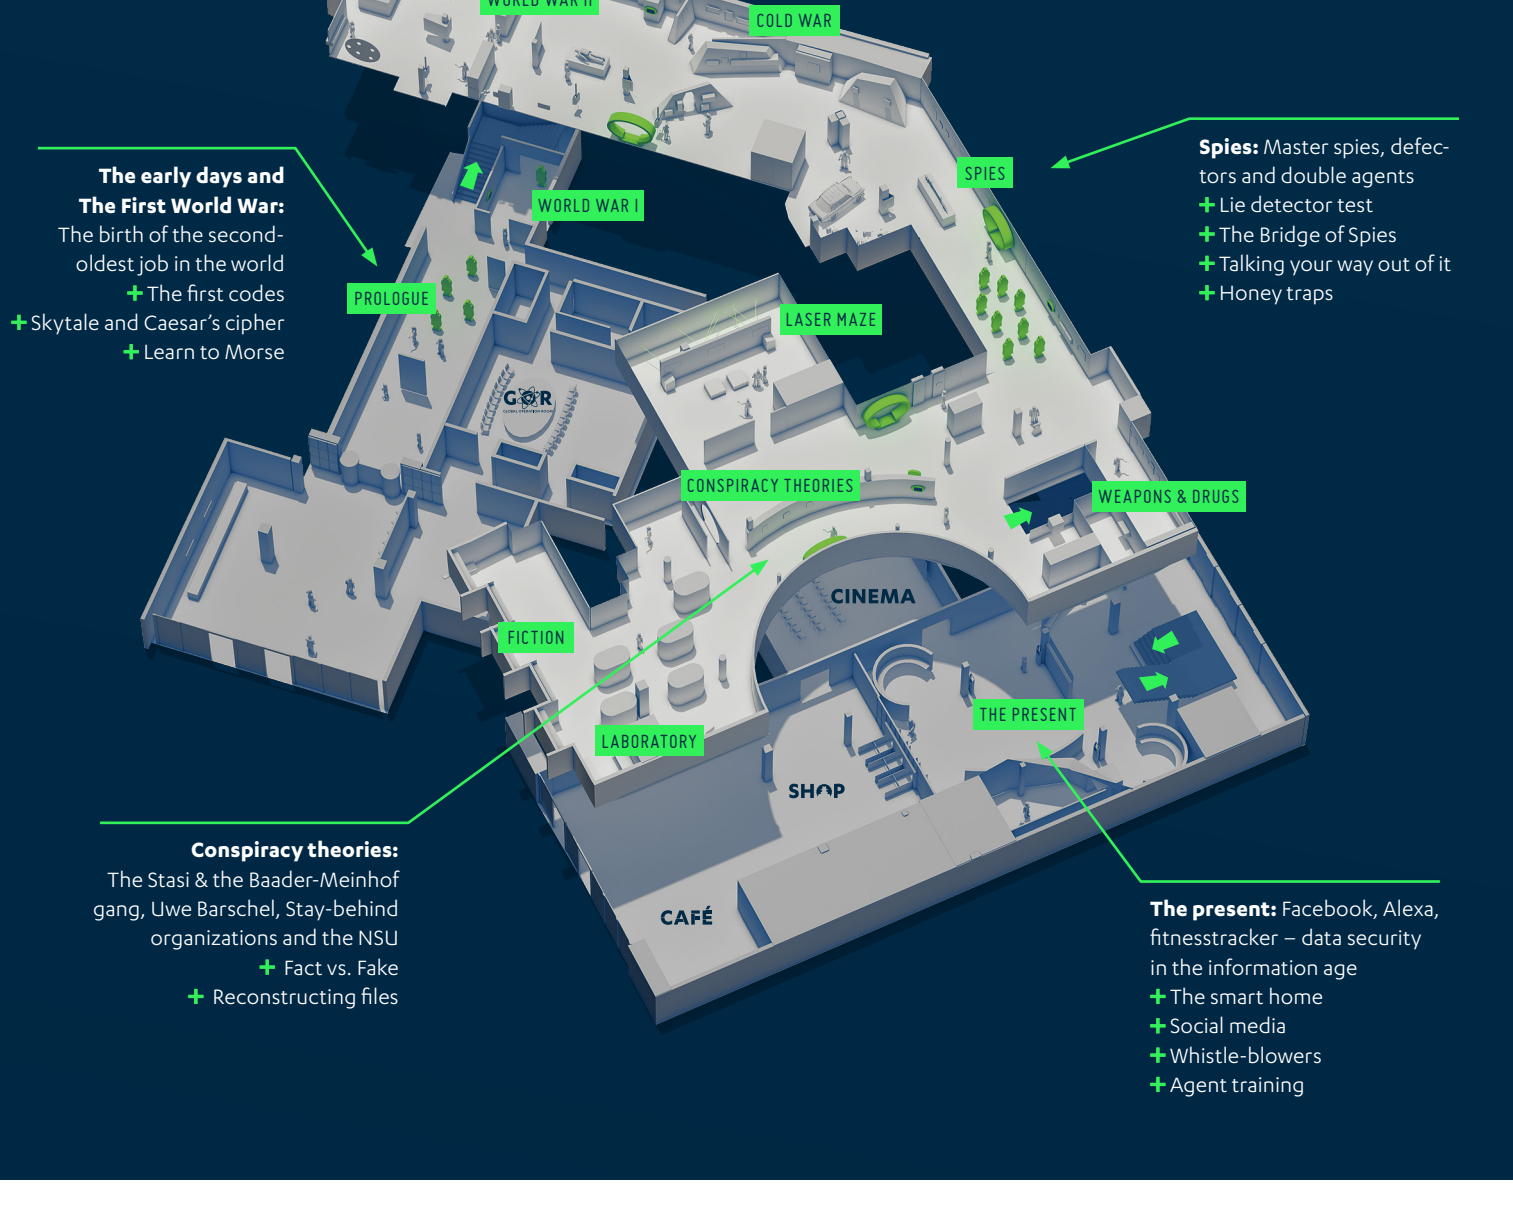 WORLD WAR II
COLD WAR
Spies: Master spies, defec-
tors and double agents
+ Lie detector test
+ The Bridge of Spies
+ Talking your way out of it
+ Honey traps
SPIES
The early days and
The First World War:
The birth of the second-
oldest job in the world
+ The first codes
+ Skytale and Caesar’s cipher
+ Learn to Morse
WORLD WAR I
PROLOGUE
LASER MAZE
GOR
GLOBAL OPERATION ROOM
CONSPIRACY THEORIES
WEAPONS & DRUGS
CINEMA
FICTION
THE PRESENT
LABORATORY
SHOP
CAFÉ
Conspiracy theories:
The Stasi & the Baader-Meinhof
gang, Uwe Barschel, Stay-behind
organizations and the NSU
+ Fact vs. Fake
+ Reconstructing files
The present: Facebook, Alexa,
fitnesstracker – data security
in the information age
+ The smart home
+ Social media
+ Whistle-blowers
+ Agent training